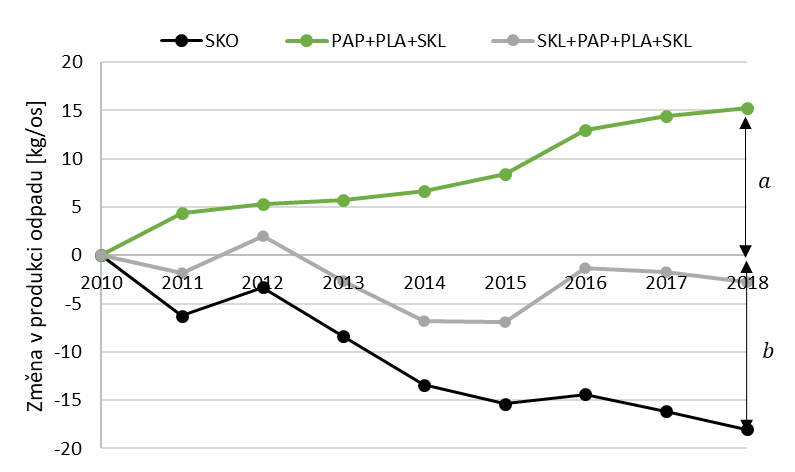 SKO PAP+PLA+SKL SKL+PAP+PLA+SKL
Změna v produkci odpadu [kg/os]
20
15
10
5
0
-5
-10
-15
-20
2010 2011 2012 2013 2014 2015 2016 2017 2018
a
b